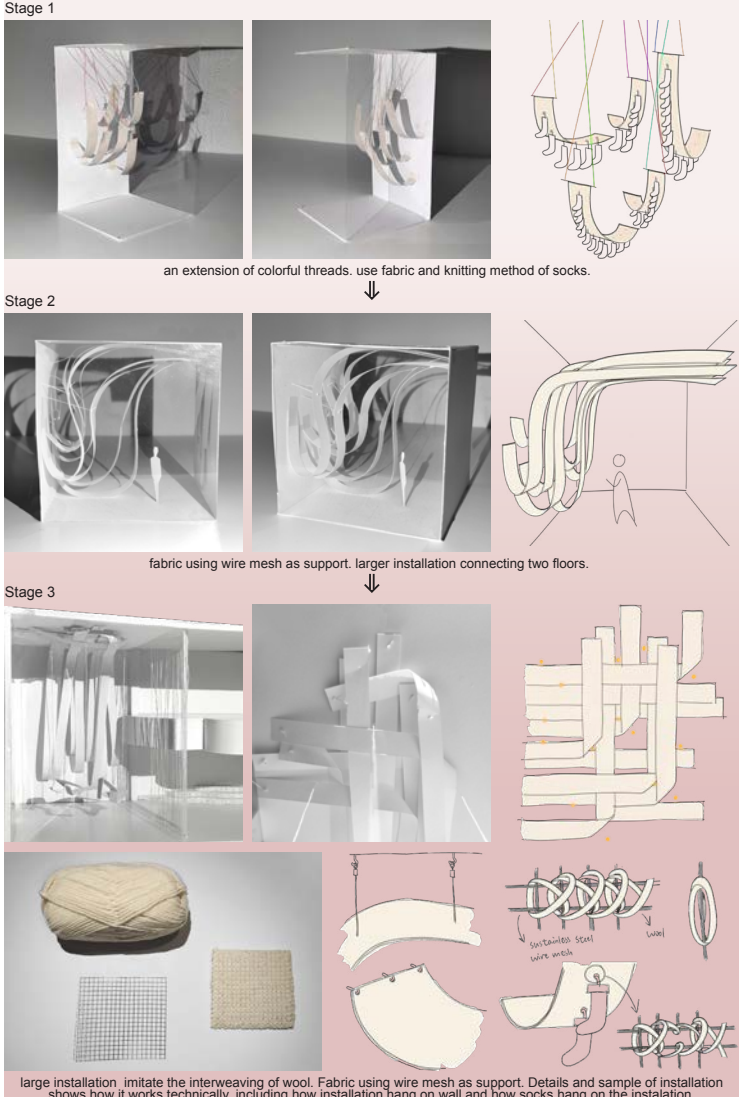 Stage 1
an extension of colorful threads. use fabric and knitting method of socks.
⇓
Stage 2
fabric using wire mesh as support. larger installation connecting two floors.
⇓
Stage 3
wool
sustainless steel
wire mesh
large installation imitate the interweaving of wool. Fabric using wire mesh as support. Details and sample of installation
shows how it works technically, including how installation hang on wall and how socks hang on the instalation.